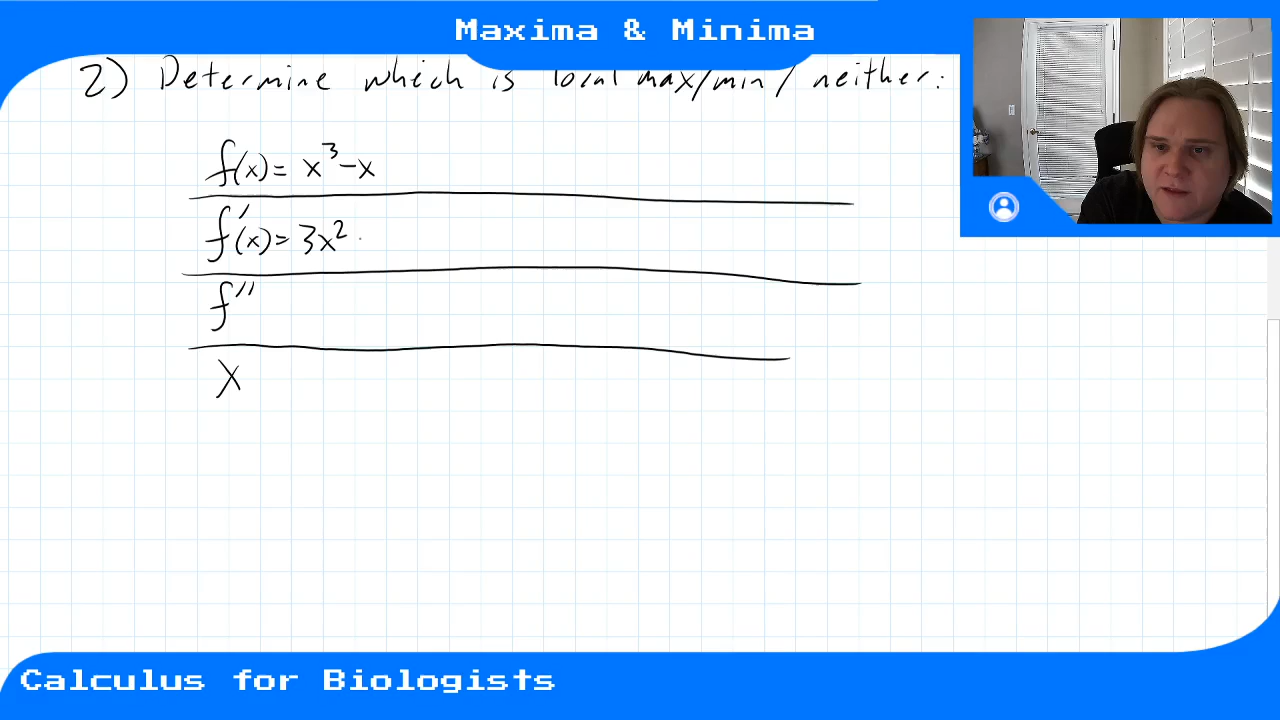 Maxima & Minima
2) Determine which is local max/min/neither:
f(x) = x³-x
f'(x) = 3x²
f''
x
Calculus for Biologists